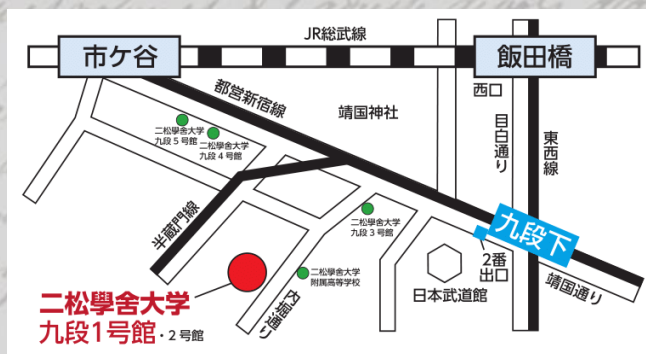 JR総武線
市ケ谷
飯田橋
西口
都営新宿線
靖国神社
目白通り
東西線
二松學舎大学
九段5号館
二松學舎大学
九段4号館
半蔵門線
二松學舎大学
九段3号館
九段下
2番
出口
靖国通り
日本武道館
二松學舎大学
附属高等学校
内堀通り
二松學舎大学
九段1号館・2号館